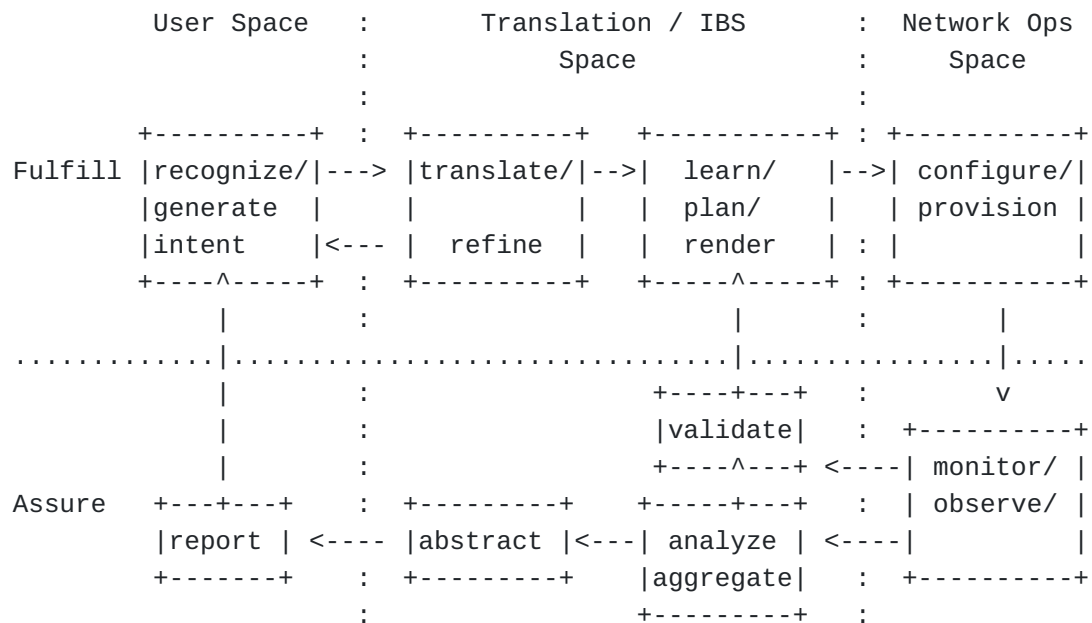 User Space   :       Translation / IBS       :  Network Ops
:            Space              :     Space
:                               :
+----------+  :  +----------+   +-----------+ : +-----------+
Fulfill |recognize/|---> |translate/|-->|  learn/   |-->| configure/|
|generate  |     |          |   |  plan/    |   | provision |
|intent    |<--- |  refine  |   |  render   | : |           |
+----^-----+  :  +----------+   +-----^-----+ : +-----------+
|         :                       |       :         |
.............|................................|................|.....
|         :                  +----+---+   :         v
|         :                  |validate|   :  +----------+
|         :                  +----^---+ <----| monitor/ |
Assure   +---+---+    :  +---------+    +-----+---+   :  | observe/ |
|report | <---- |abstract |<---| analyze | <----|          |
+-------+    :  +---------+    |aggregate|   :  +----------+
:                 +---------+   :